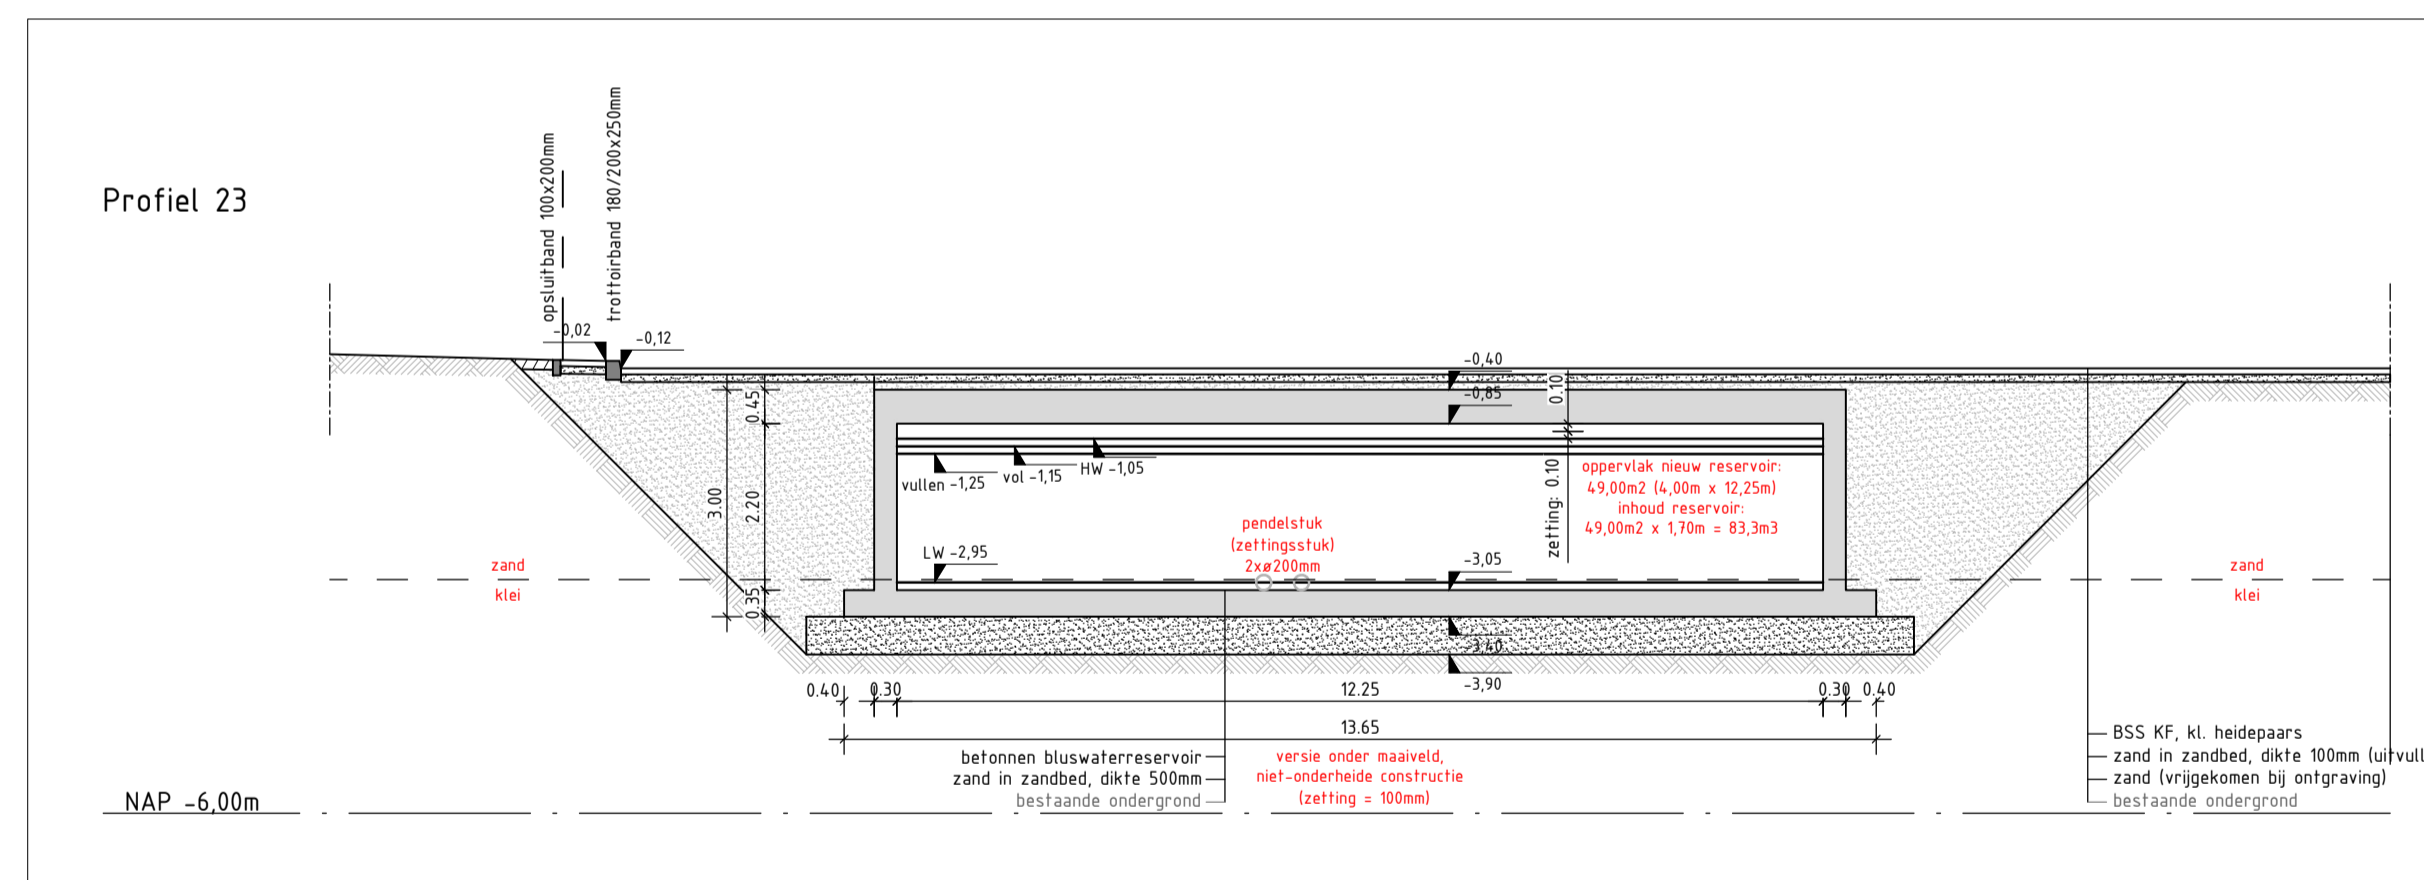 opsluitband 100x200mm
trottoirband 180/200x250mm
Profiel 23
-0,02
-0,12
-0,40
-0,85
0.10
0.45
3.00
2.20
0.35
vullen -1,25
vol -1,15
HW -1,05
zetting: 0.10
oppervlak nieuw reservoir:
49,00m2 (4,00m x 12,25m)
inhoud reservoir:
49,00m2 x 1,70m = 83,3m3
pendelstuk
(zettingsstuk)
2xø200mm
LW -2,95
-3,05
zand
klei
zand
klei
-3,40
-3,90
0.40
0.30
12.25
0.30
0.40
13.65
betonnen bluswaterreservoir
zand in zandbed, dikte 500mm
bestaande ondergrond
versie onder maaiveld,
niet-onderheide constructie
(zetting = 100mm)
BSS KF, kl. heidepaars
zand in zandbed, dikte 100mm (uitvull
zand (vrijgekomen bij ontgraving)
bestaande ondergrond
NAP -6,00m